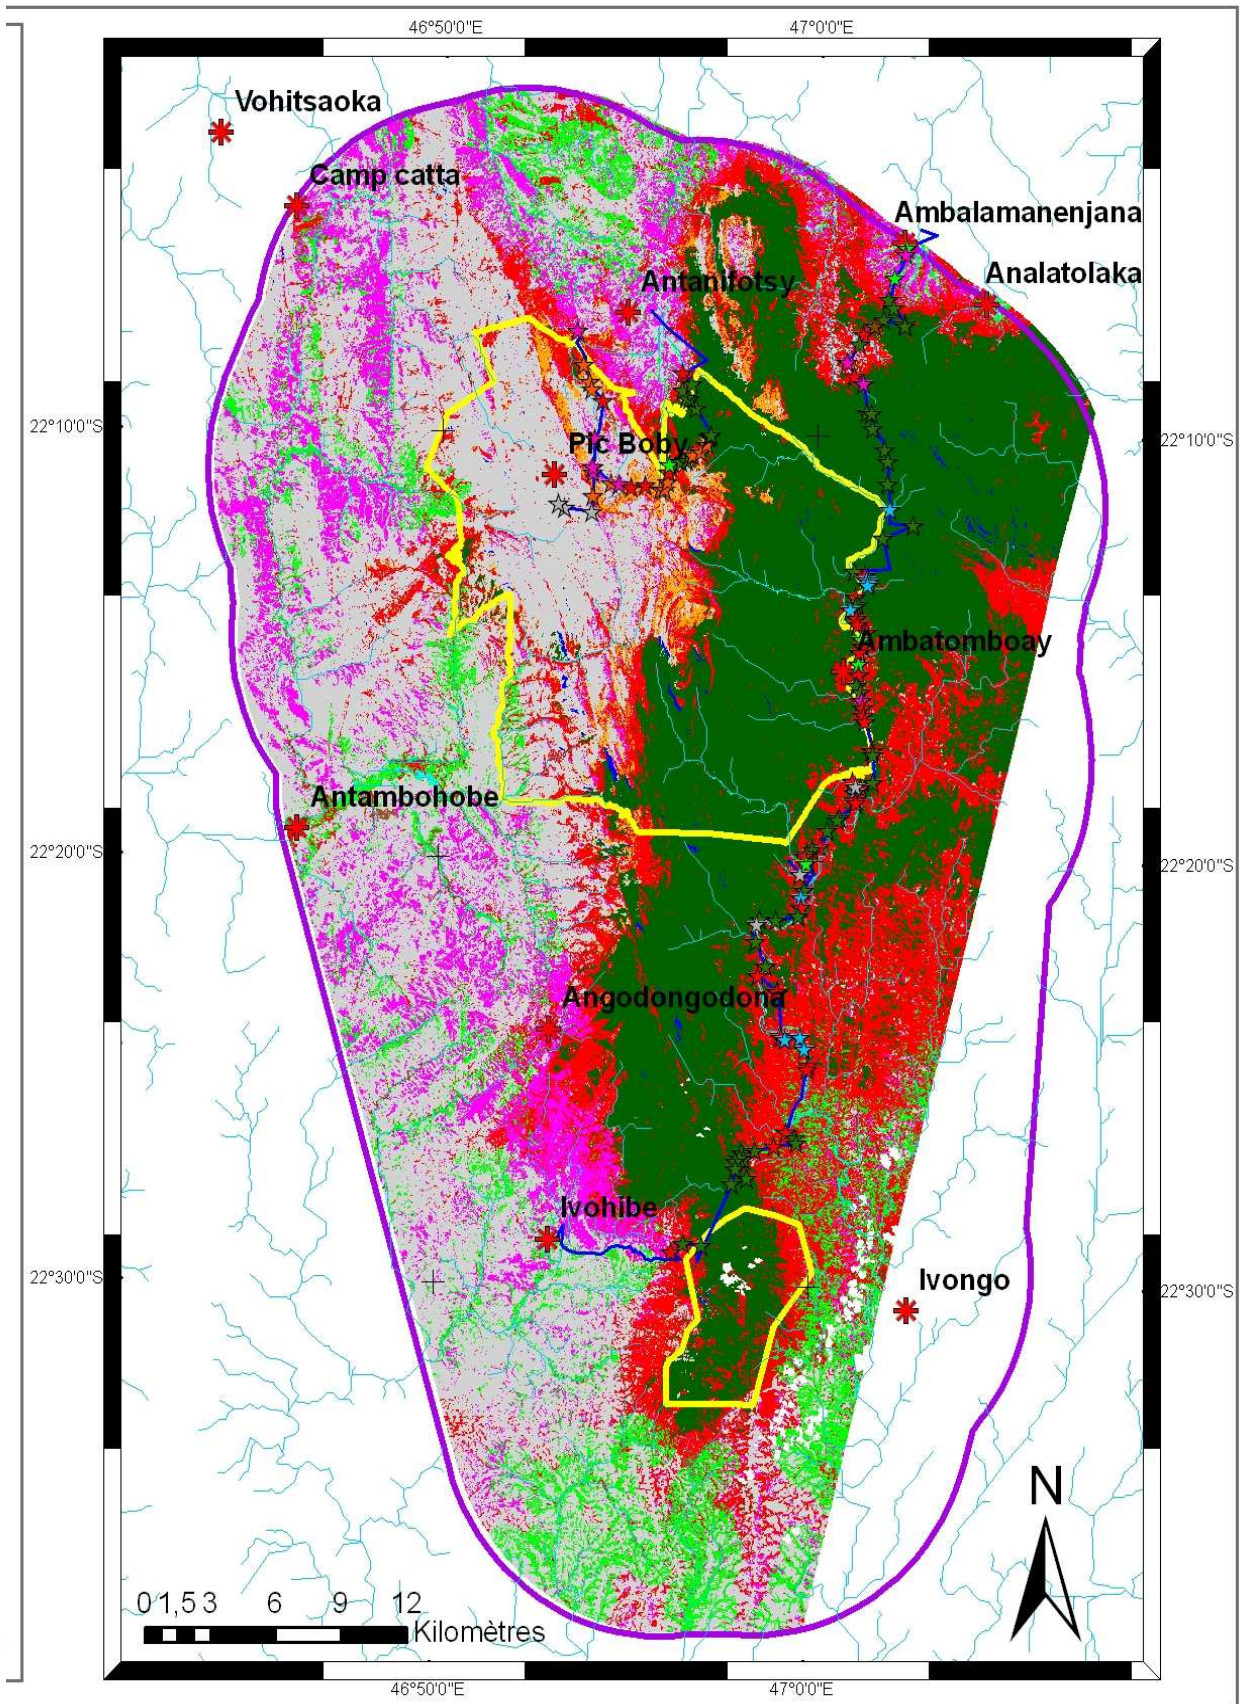 46°50'0"E
47°0'0"E
Vohitsaoka
Camp catta
Ambalamanenjana
Analatolaka
Antanifotsy
22°10'0"S
Pic Boby
22°10'0"S
Ambatomboay
Antambohobe
22°20'0"S
22°20'0"S
Angodongodona
Ivohibe
22°30'0"S
Ivongo
22°30'0"S
N
0 1,5 3 6 9 12
Kilomètres
46°50'0"E
47°0'0"E